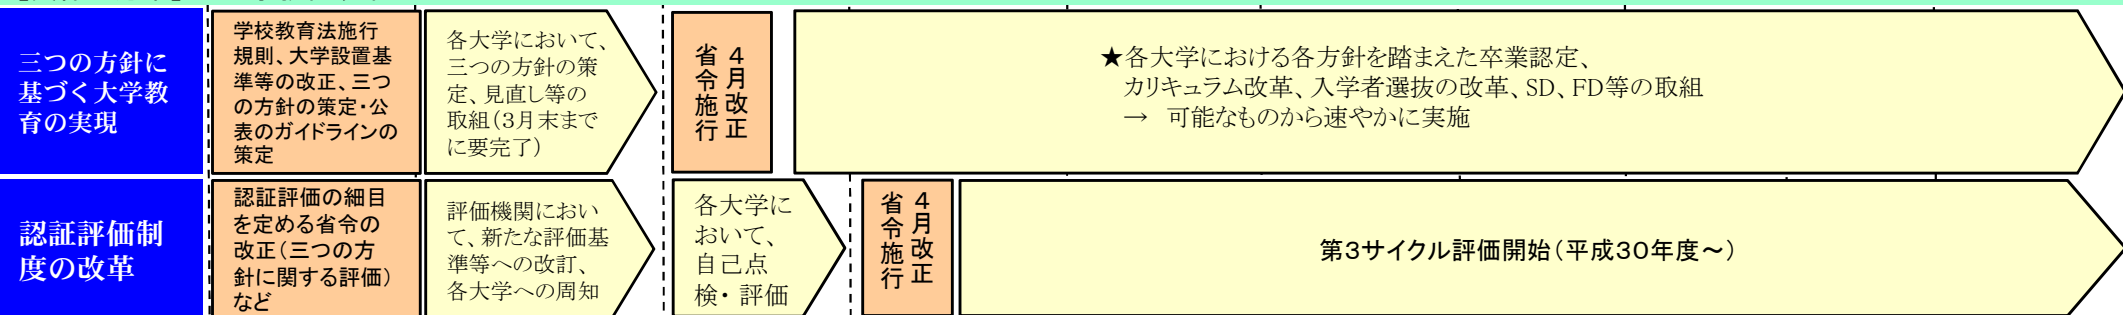 三つの方針に
基づく大学教
育の実現
学校教育法施行
規則、大学設置基
準等の改正、三つ
の方針の策定・公
表のガイドラインの
策定
各大学において、
三つの方針の策
定、見直し等の
取組(3月末まで
に要完了)
4月改正
省令施行
★各大学における各方針を踏まえた卒業認定、
カリキュラム改革、入学者選抜の改革、SD、FD等の取組
→ 可能なものから速やかに実施
認証評価制
度の改革
認証評価の細目
を定める省令の
改正(三つの方
針に関する評価)
など
評価機関におい
て、新たな評価基
準等への改訂、
各大学への周知
各大学に
おいて、
自己点
検・評価
4月改正
省令施行
第3サイクル評価開始(平成30年度~)